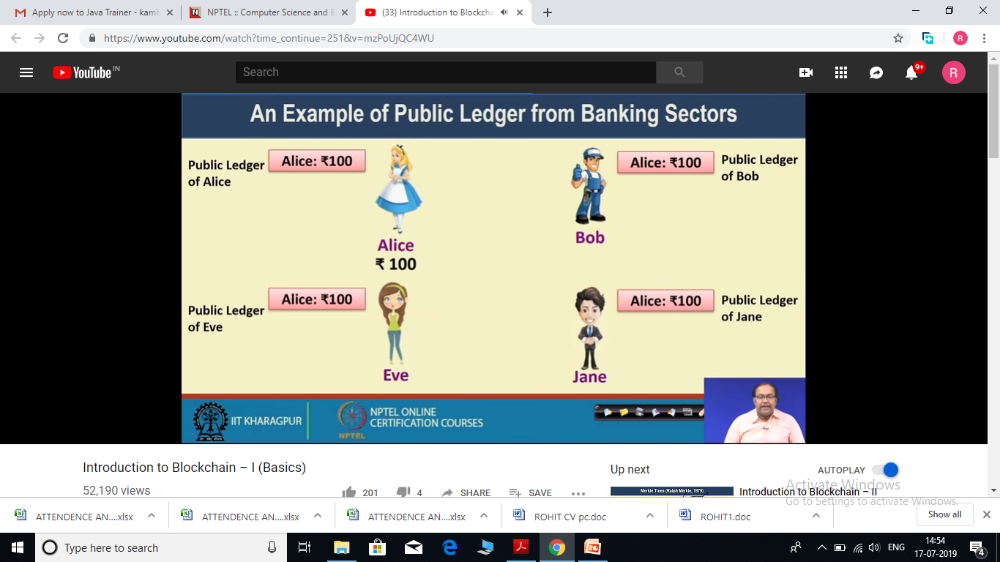 Apply now to Java Trainer - kamb
NPTEL :: Computer Science and E
(33) Introduction to Blockcha
https://www.youtube.com/watch?time_continue=251&v=mzPoUjQC4WU
R
YouTube IN
Search
9+
R
An Example of Public Ledger from Banking Sectors
Public Ledger
of Alice
Alice: ₹100
Alice
₹ 100
Alice: ₹100
Public Ledger
of Bob
Bob
Public Ledger
of Eve
Alice: ₹100
Eve
Alice: ₹100
Public Ledger
of Jane
Jane
IIT KHARAGPUR
NPTEL
NPTEL ONLINE
CERTIFICATION COURSES
Introduction to Blockchain – I (Basics)
52,190 views
201
4
SHARE
SAVE
Up next
AUTOPLAY
Merkle Trees (Ralph Merkle, 1979)
Introduction to Blockchain – II
Activate Windows
Go to Settings to activate Windows.
ATTENDENCE AN....xlsx
ATTENDENCE AN....xlsx
ATTENDENCE AN....xlsx
ROHIT CV pc.doc
ROHIT1.doc
Show all
Type here to search
ENG
14:54
17-07-2019
4